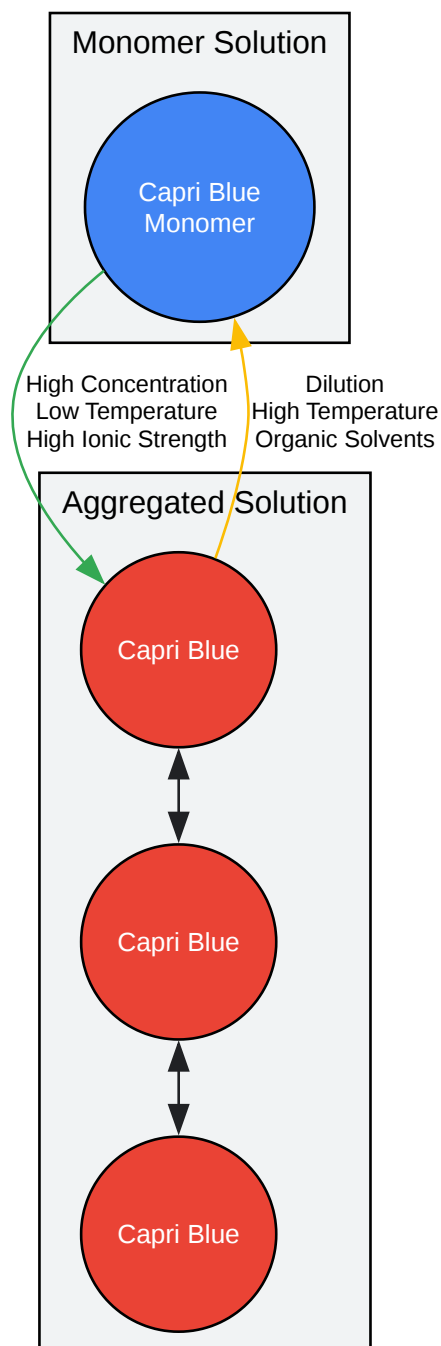 Monomer Solution
Capri Blue
Monomer
High Concentration
Low Temperature
High Ionic Strength
Dilution
High Temperature
Organic Solvents
Aggregated Solution
Capri Blue
Capri Blue
Capri Blue